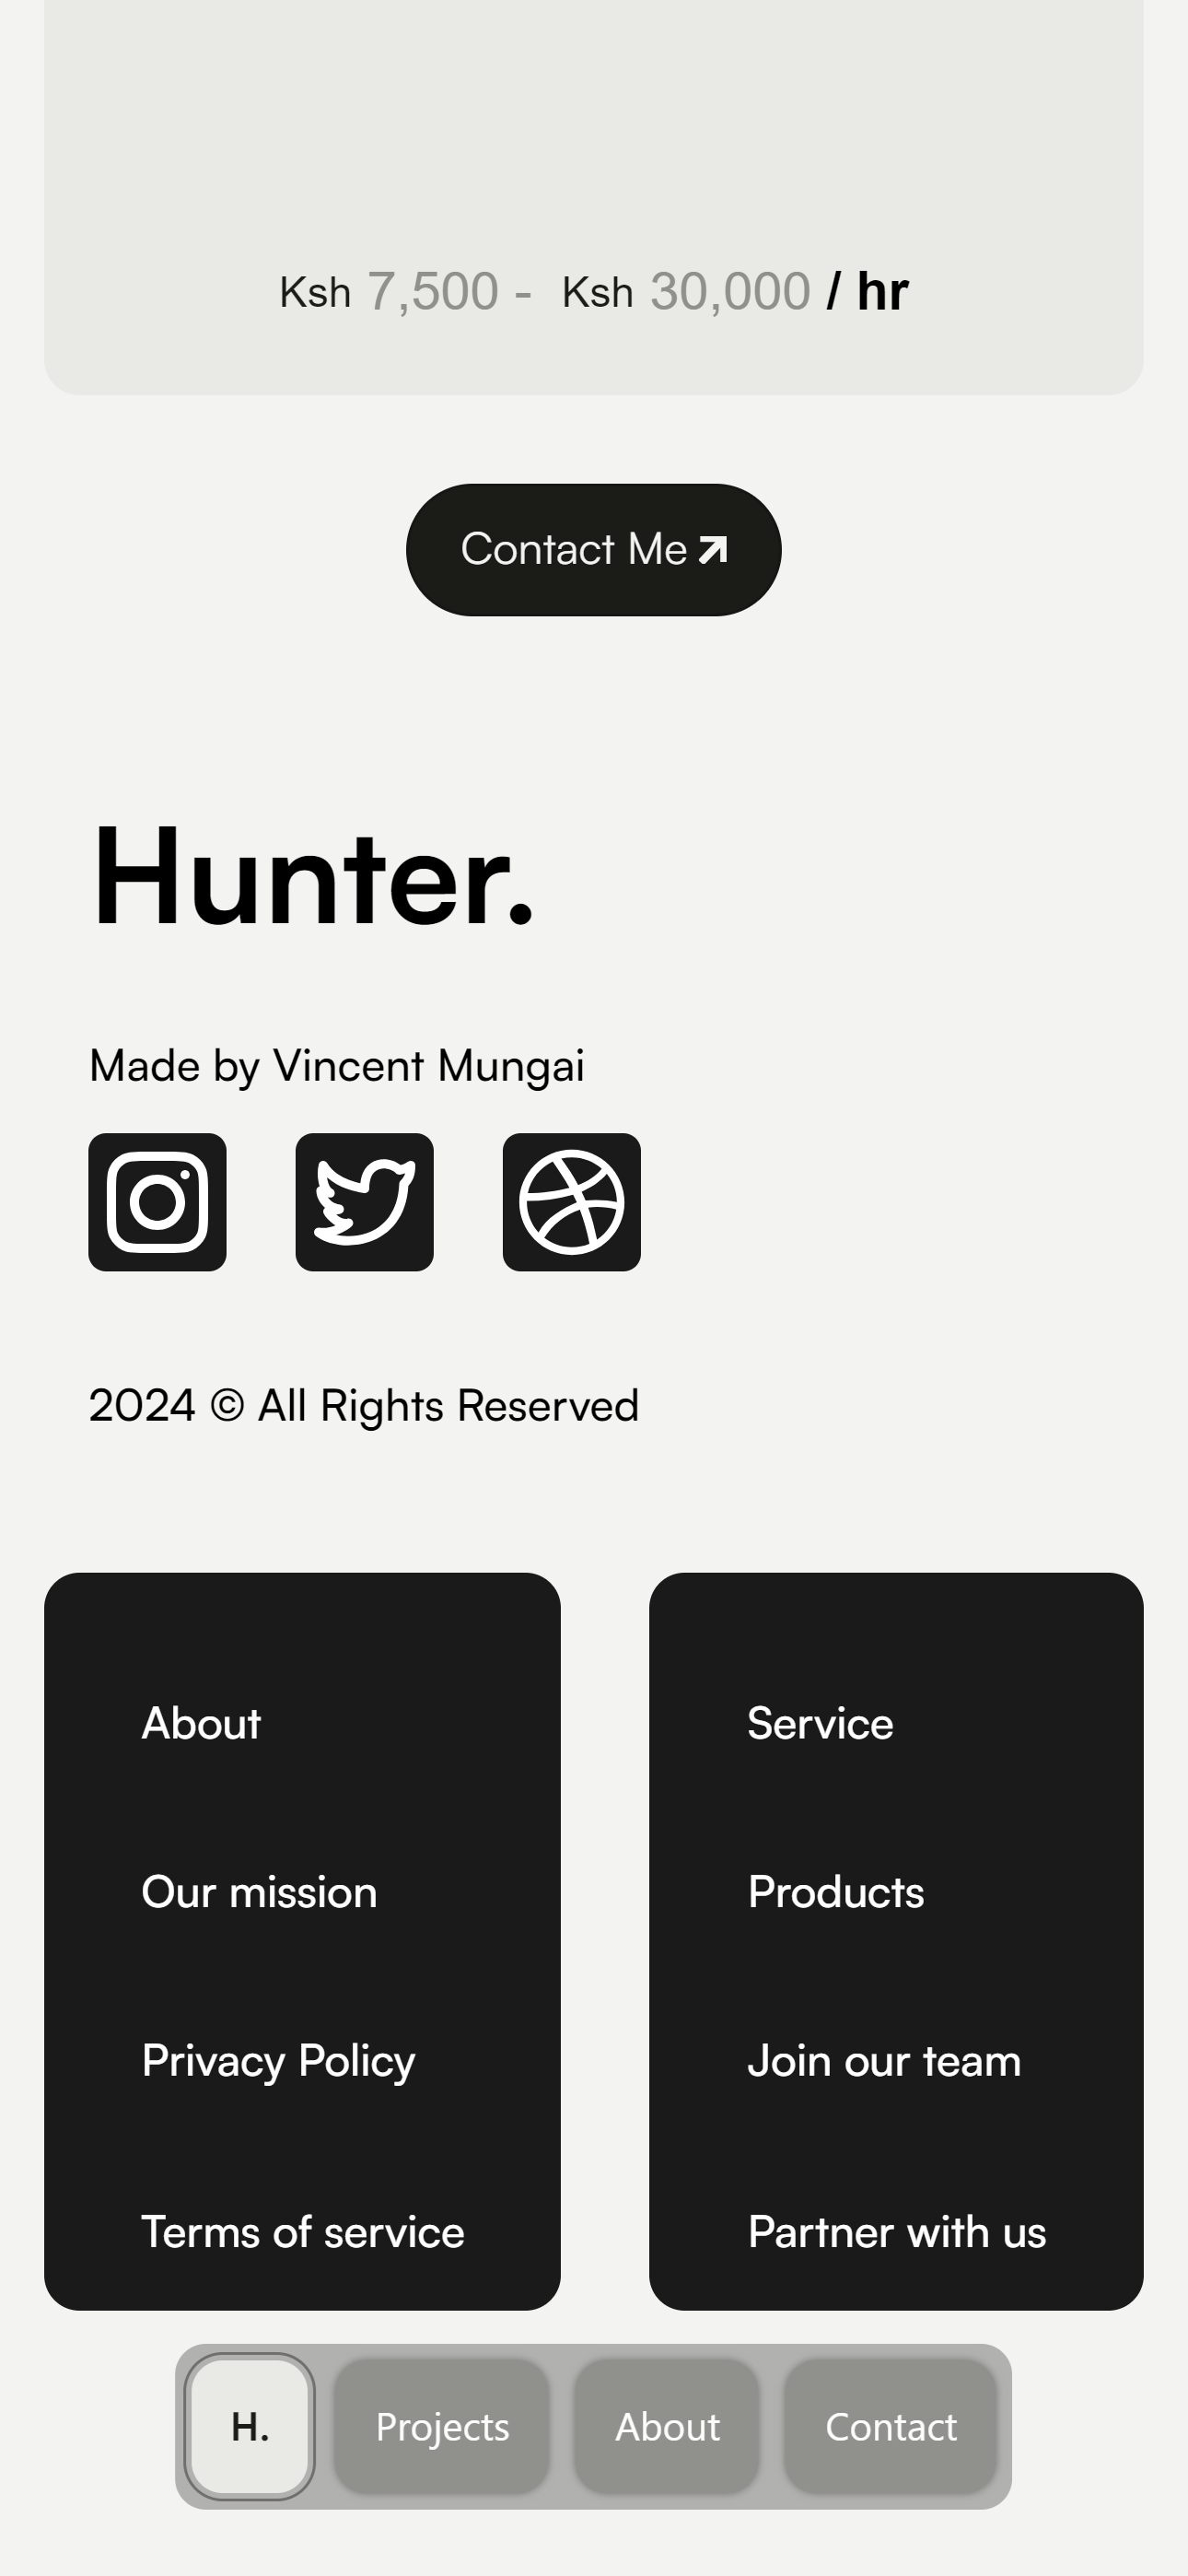 Ksh 7,500 - Ksh 30,000 / hr
Contact Me
Hunter.
Made by Vincent Mungai
2024 © All Rights Reserved
About
Our mission
Privacy Policy
Terms of service
Service
Products
Join our team
Partner with us
H. Projects About Contact